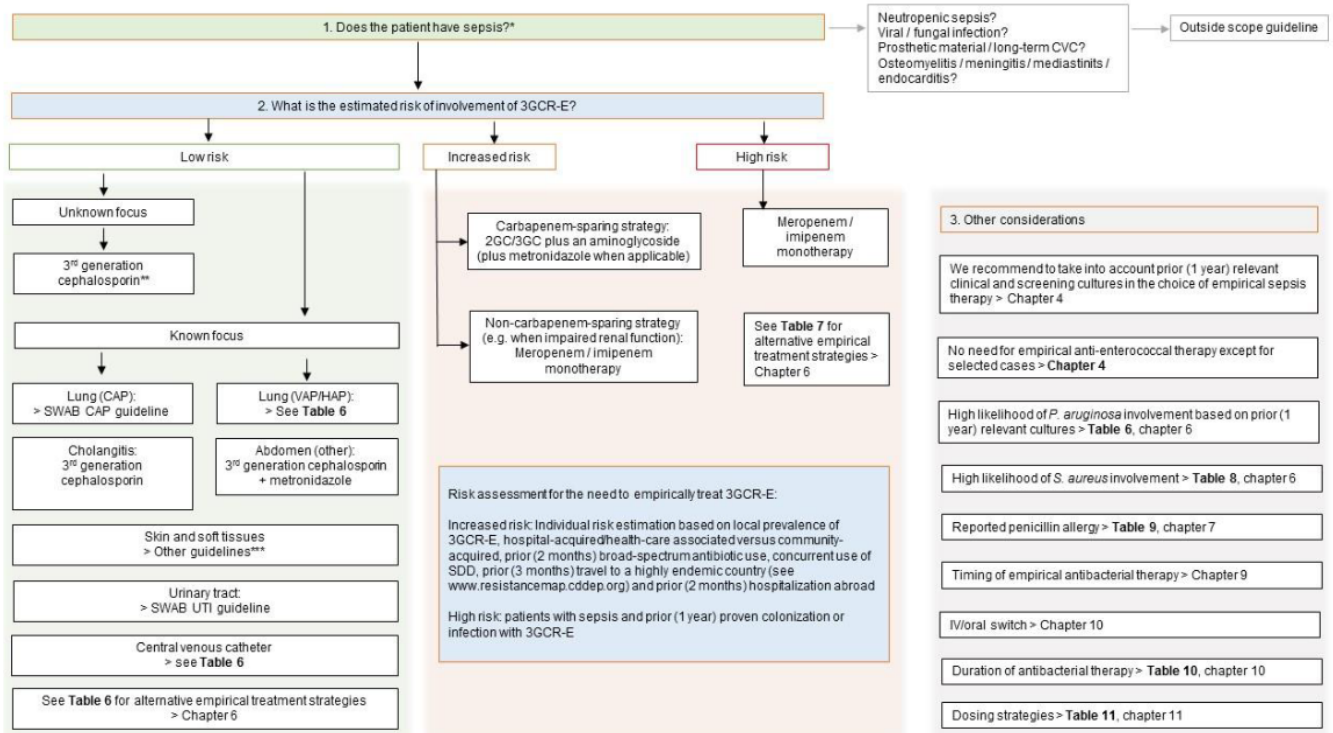 1. Does the patient have sepsis?*
Neutropenic sepsis?
Viral / fungal infection?
Prosthetic material / long-term CVC?
Osteomyelitis / meningitis / mediastinits /
endocarditis?
Outside scope guideline
2. What is the estimated risk of involvement of 3GCR-E?
Low risk
Increased risk
High risk
Unknown focus
3rd generation
cephalosporin**
Known focus
Lung (CAP):
> SWAB CAP guideline
Lung (VAP/HAP):
> See Table 6
Cholangitis:
3rd generation
cephalosporin
Abdomen (other):
3rd generation cephalosporin
+ metronidazole
Skin and soft tissues
> Other guidelines***
Urinary tract:
> SWAB UTI guideline
Central venous catheter
> see Table 6
See Table 6 for alternative empirical treatment strategies
> Chapter 6
Carbapenem-sparing strategy:
2GC/3GC plus an aminoglycoside
(plus metronidazole when applicable)
Non-carbapenem-sparing strategy
(e.g. when impaired renal function):
Meropenem / imipenem
monotherapy
Meropenem /
imipenem
monotherapy
See Table 7 for
alternative empirical
treatment strategies >
Chapter 6
Risk assessment for the need to empirically treat 3GCR-E:
Increased risk: Individual risk estimation based on local prevalence of
3GCR-E, hospital-acquired/health-care associated versus community-
acquired, prior (2 months) broad-spectrum antibiotic use, concurrent use of
SDD, prior (3 months) travel to a highly endemic country (see
www.resistancemap.cddep.org) and prior (2 months) hospitalization abroad
High risk: patients with sepsis and prior (1 year) proven colonization or
infection with 3GCR-E
3. Other considerations
We recommend to take into account prior (1 year) relevant
clinical and screening cultures in the choice of empirical sepsis
therapy > Chapter 4
No need for empirical anti-enterococcal therapy except for
selected cases > Chapter 4
High likelihood of P. aruginosa involvement based on prior (1
year) relevant cultures > Table 6, chapter 6
High likelihood of S. aureus involvement > Table 8, chapter 6
Reported penicillin allergy > Table 9, chapter 7
Timing of empirical antibacterial therapy > Chapter 9
IV/oral switch > Chapter 10
Duration of antibacterial therapy > Table 10, chapter 10
Dosing strategies > Table 11, chapter 11